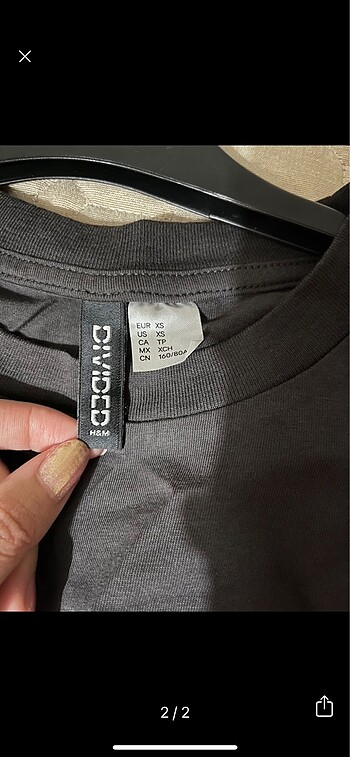 DIVIDED
H&M
EUR XS
US XS
CA TP
MX XCH
CN 160/80A
2/2